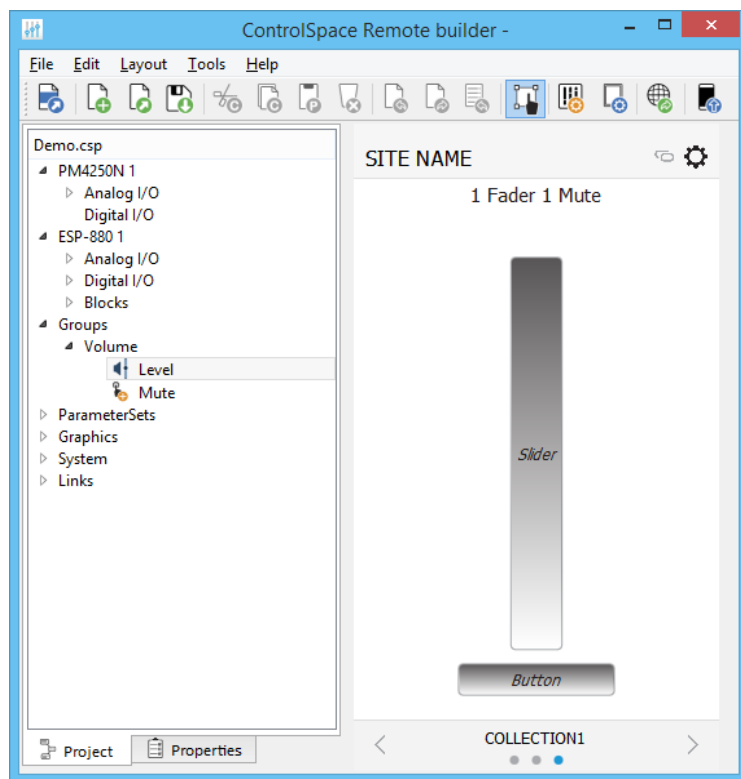 ControlSpace Remote builder -
File Edit Layout Tools Help
Demo.csp
PM4250N 1
Analog I/O
Digital I/O
ESP-880 1
Analog I/O
Digital I/O
Blocks
Groups
Volume
Level
Mute
ParameterSets
Graphics
System
Links
Project Properties
SITE NAME
1 Fader 1 Mute
Slider
Button
COLLECTION1